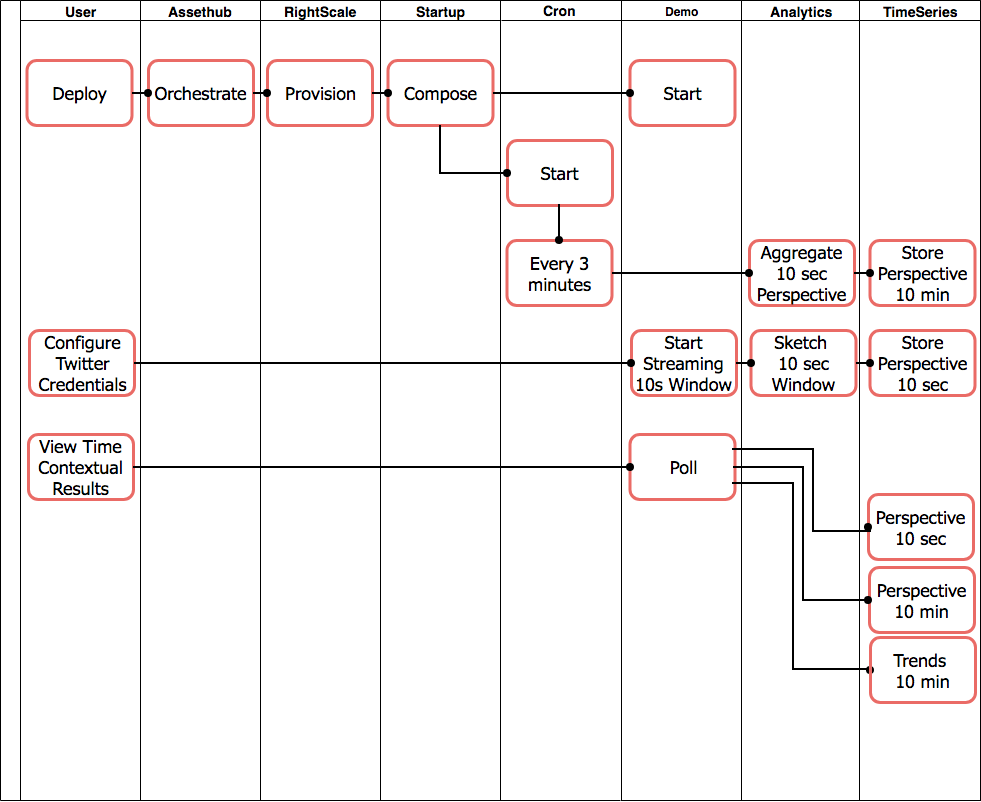 User
Assethub
RightScale
Startup
Cron
Demo
Analytics
TimeSeries
Deploy
Orchestrate
Provision
Compose
Start
Start
Every 3
minutes
Aggregate
10 sec
Perspective
Store
Perspective
10 min
Configure
Twitter
Credentials
Start
Streaming
10s Window
Sketch
10 sec
Window
Store
Perspective
10 sec
View Time
Contextual
Results
Poll
Perspective
10 sec
Perspective
10 min
Trends
10 min